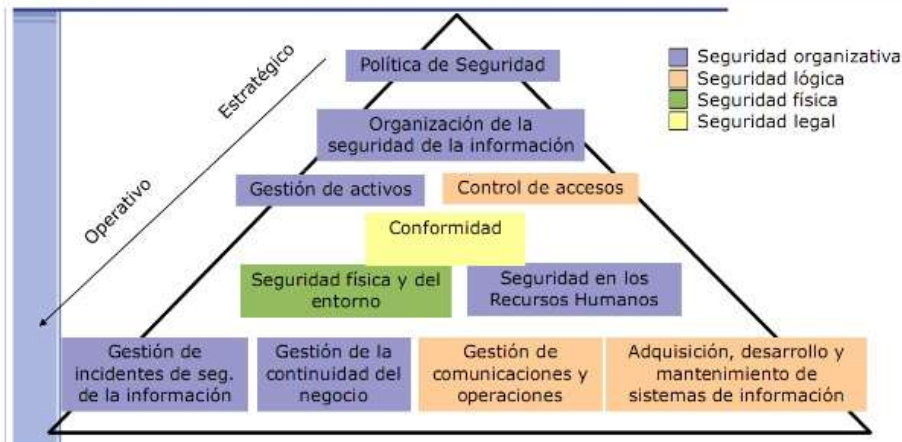 Estratégico
Operativo
Política de Seguridad
Organización de la
seguridad de la información
Gestión de activos
Control de accesos
Conformidad
Seguridad física y del
entorno
Seguridad en los
Recursos Humanos
Gestión de
incidentes de seg.
de la información
Gestión de la
continuidad del
negocio
Gestión de
comunicaciones y
operaciones
Adquisición, desarrollo y
mantenimiento de
sistemas de información
Seguridad organizativa
Seguridad lógica
Seguridad física
Seguridad legal